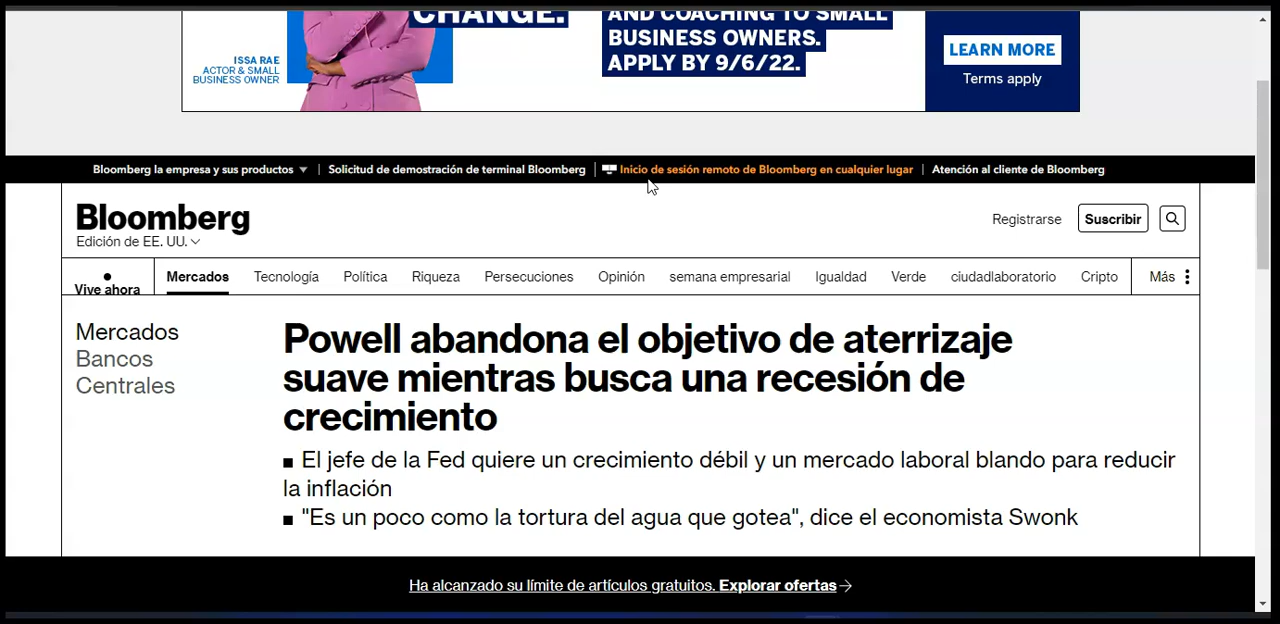 CHANGE.
AND COACHING TO SMALL
BUSINESS OWNERS.
APPLY BY 9/6/22.
ISSA RAE
ACTOR & SMALL
BUSINESS OWNER
LEARN MORE
Terms apply
Bloomberg la empresa y sus productos
Solicitud de demostración de terminal Bloomberg
Inicio de sesión remoto de Bloomberg en cualquier lugar
Atención al cliente de Bloomberg
Bloomberg
Edición de EE. UU.
Registrarse
Suscribir
Vive ahora
Mercados
Tecnología
Política
Riqueza
Persecuciones
Opinión
semana empresarial
Igualdad
Verde
ciudadlaboratorio
Cripto
Más
Mercados
Bancos
Centrales
Powell abandona el objetivo de aterrizaje
suave mientras busca una recesión de
crecimiento
■ El jefe de la Fed quiere un crecimiento débil y un mercado laboral blando para reducir
la inflación
■ "Es un poco como la tortura del agua que gotea", dice el economista Swonk
Ha alcanzado su límite de artículos gratuitos. Explorar ofertas